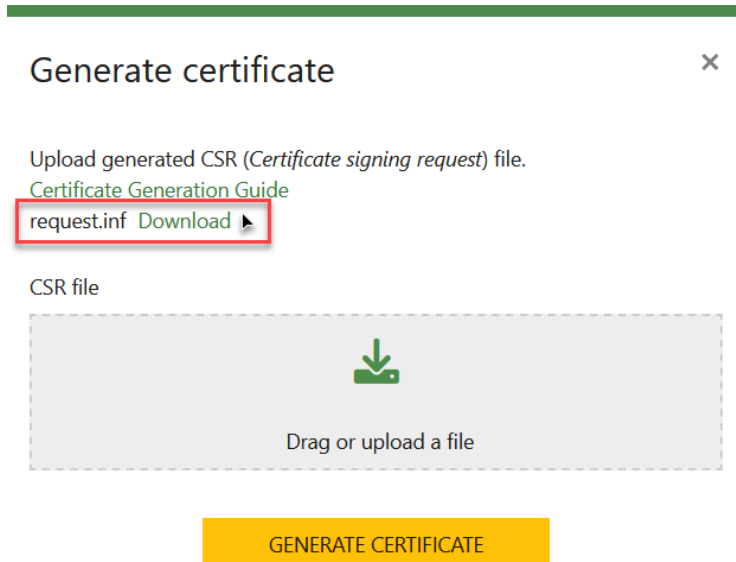 Generate certificate
Upload generated CSR (Certificate signing request) file.
Certificate Generation Guide
request.inf Download
CSR file
Drag or upload a file
GENERATE CERTIFICATE